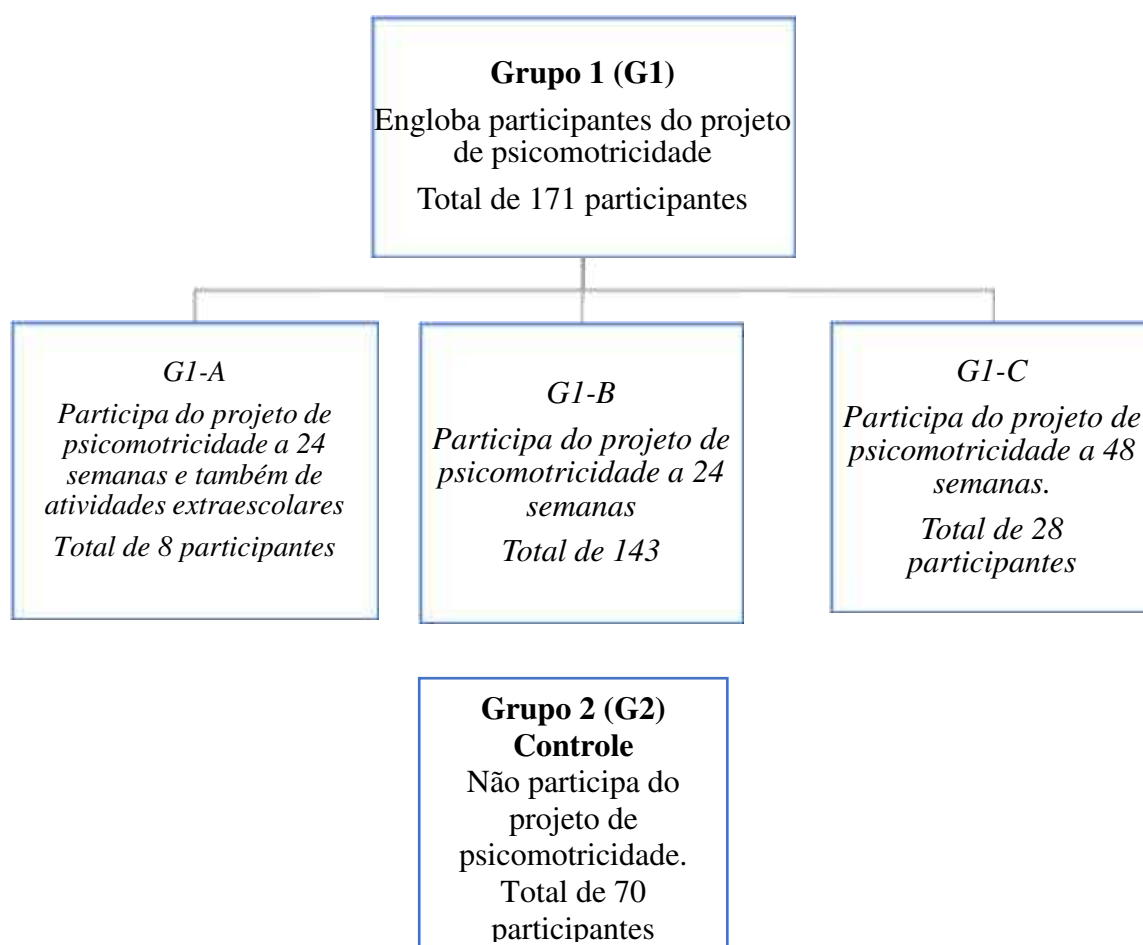 Grupo 1 (G1)
Engloba participantes do projeto
de psicomotricidade
Total de 171 participantes
G1-A
Participa do projeto de
psicomotricidade a 24
semanas e também de
atividades extraescolares
Total de 8 participantes
G1-B
Participa do projeto de
psicomotricidade a 24
semanas
Total de 143
G1-C
Participa do projeto de
psicomotricidade a 48
semanas.
Total de 28
participantes
Grupo 2 (G2)
Controle
Não participa do
projeto de
psicomotricidade.
Total de 70
participantes